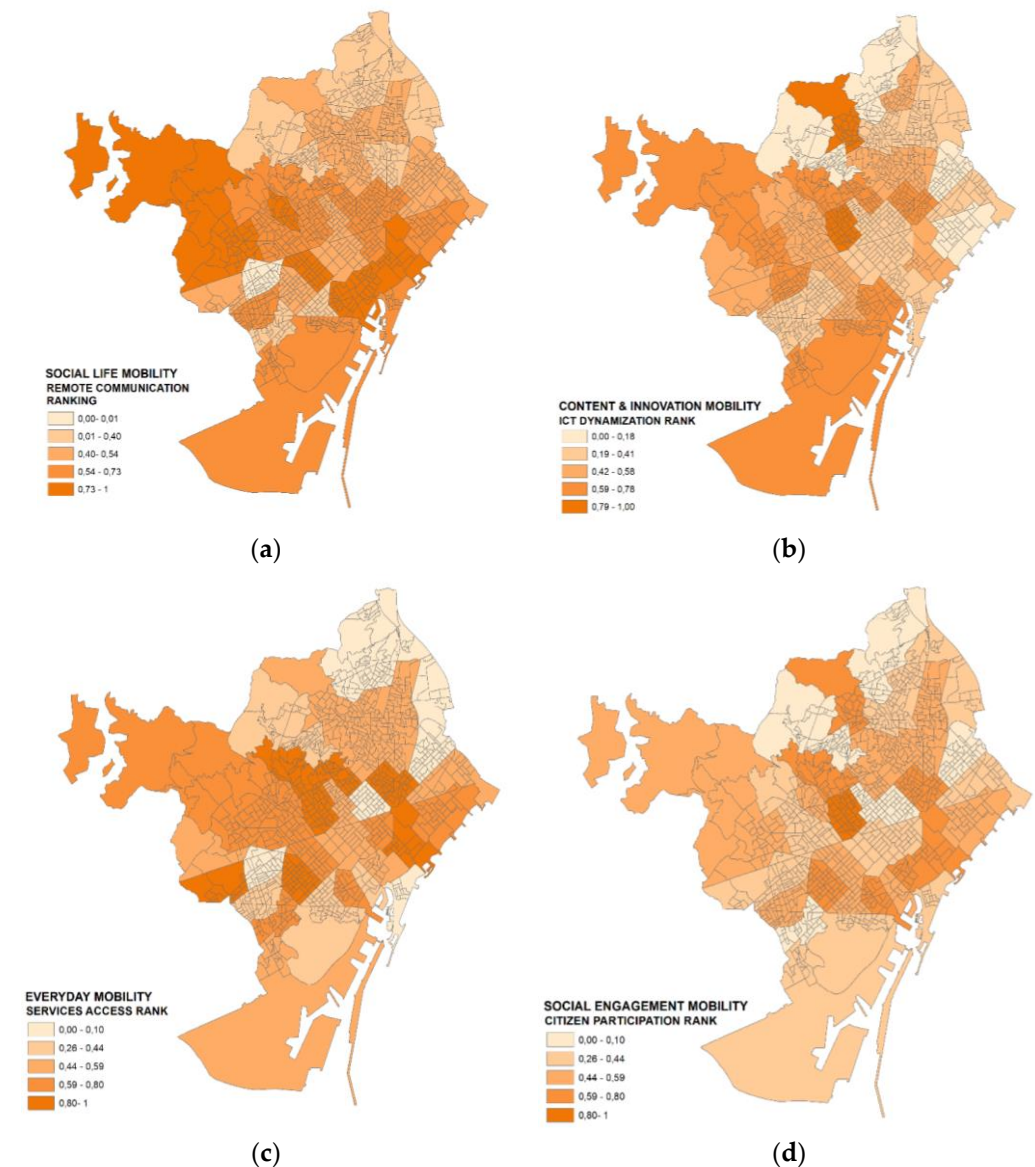 SOCIAL LIFE MOBILITY
REMOTE COMMUNICATION
RANKING
0,00- 0,01
0,01 - 0,40
0,40- 0,54
0,54 - 0,73
0,73 - 1
(a)
CONTENT & INNOVATION MOBILITY
ICT DYNAMIZATION RANK
0,00 - 0,18
0,19 - 0,41
0,42 - 0,58
0,59 - 0,78
0,79 - 1,00
(b)
EVERYDAY MOBILITY
SERVICES ACCESS RANK
0,00 - 0,10
0,26 - 0,44
0,44 - 0,59
0,59 - 0,80
0,80- 1
(c)
SOCIAL ENGAGEMENT MOBILITY
CITIZEN PARTICIPATION RANK
0,00 - 0,10
0,26 - 0,44
0,44 - 0,59
0,59 - 0,80
0,80- 1
(d)